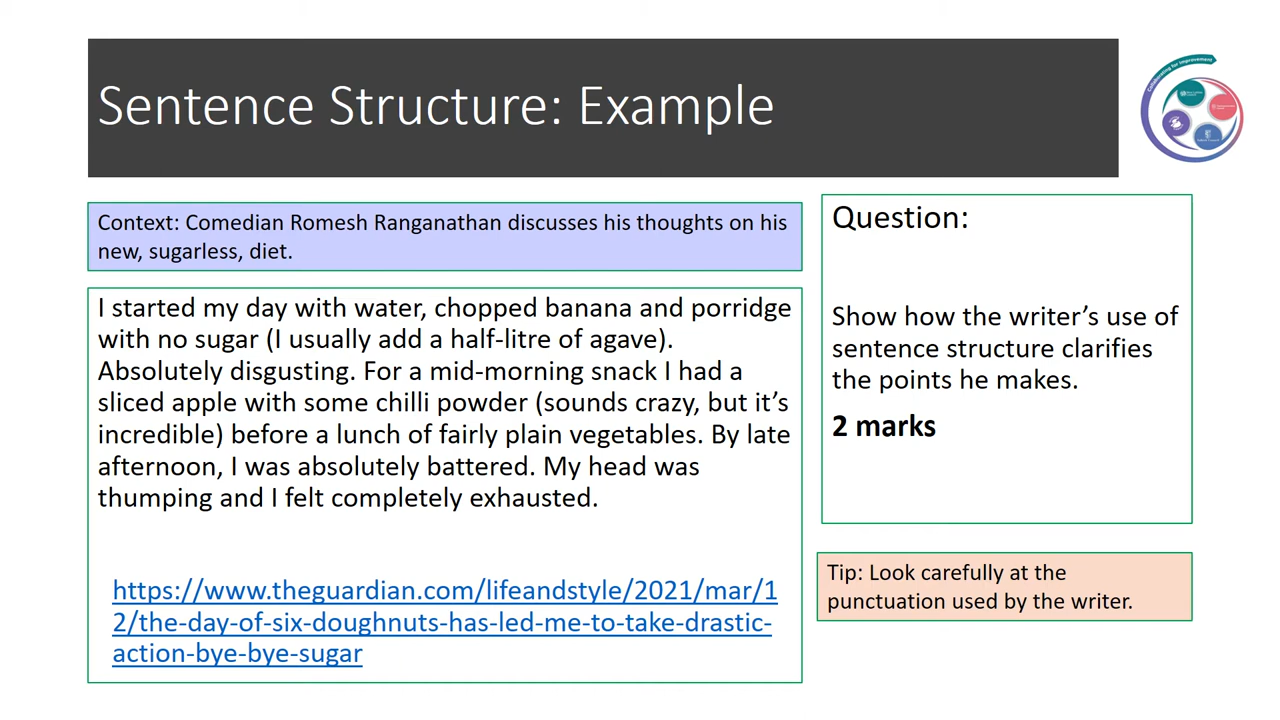 Sentence Structure: Example
Collaborating for Improvement
Context: Comedian Romesh Ranganathan discusses his thoughts on his
new, sugarless, diet.
I started my day with water, chopped banana and porridge
with no sugar (I usually add a half-litre of agave).
Absolutely disgusting. For a mid-morning snack I had a
sliced apple with some chilli powder (sounds crazy, but it’s
incredible) before a lunch of fairly plain vegetables. By late
afternoon, I was absolutely battered. My head was
thumping and I felt completely exhausted.
https://www.theguardian.com/lifeandstyle/2021/mar/1
2/the-day-of-six-doughnuts-has-led-me-to-take-drastic-
action-bye-bye-sugar
Question:
Show how the writer’s use of
sentence structure clarifies
the points he makes.
2 marks
Tip: Look carefully at the
punctuation used by the writer.